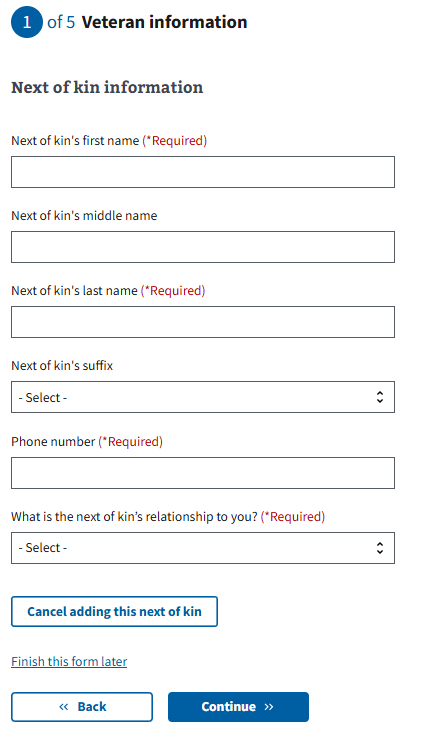 1 of 5 Veteran information
Next of kin information
Next of kin's first name (*Required)
Next of kin's middle name
Next of kin's last name (*Required)
Next of kin's suffix
- Select -
Phone number (*Required)
What is the next of kin’s relationship to you? (*Required)
- Select -
Cancel adding this next of kin
Finish this form later
« Back
Continue »